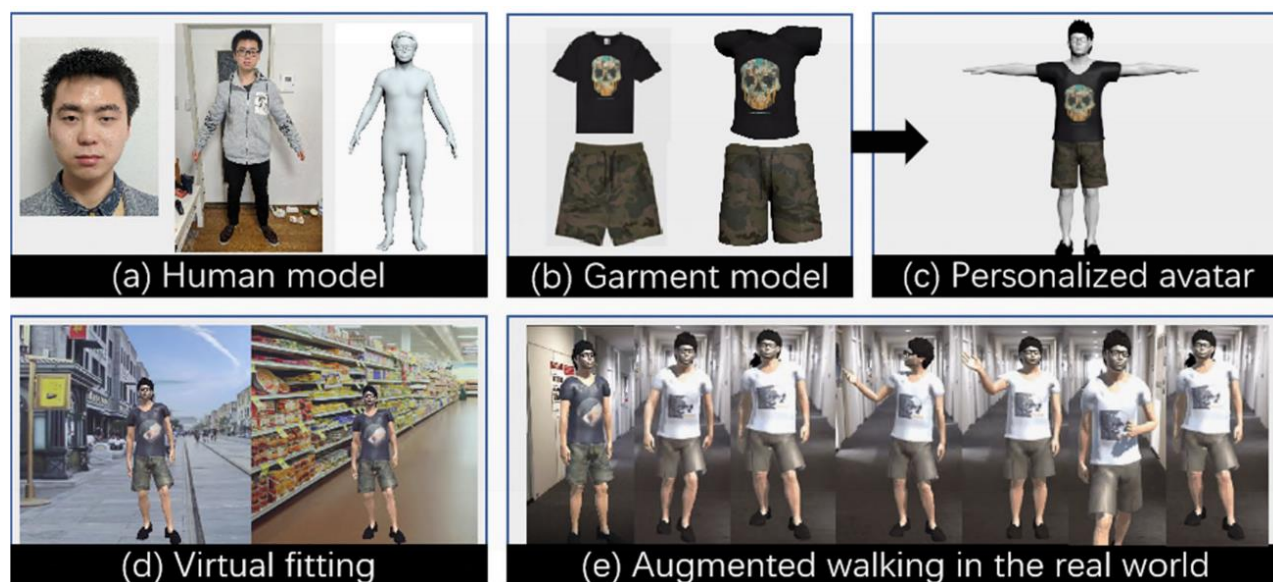 (a) Human model
(b) Garment model
(c) Personalized avatar
(d) Virtual fitting
(e) Augmented walking in the real world